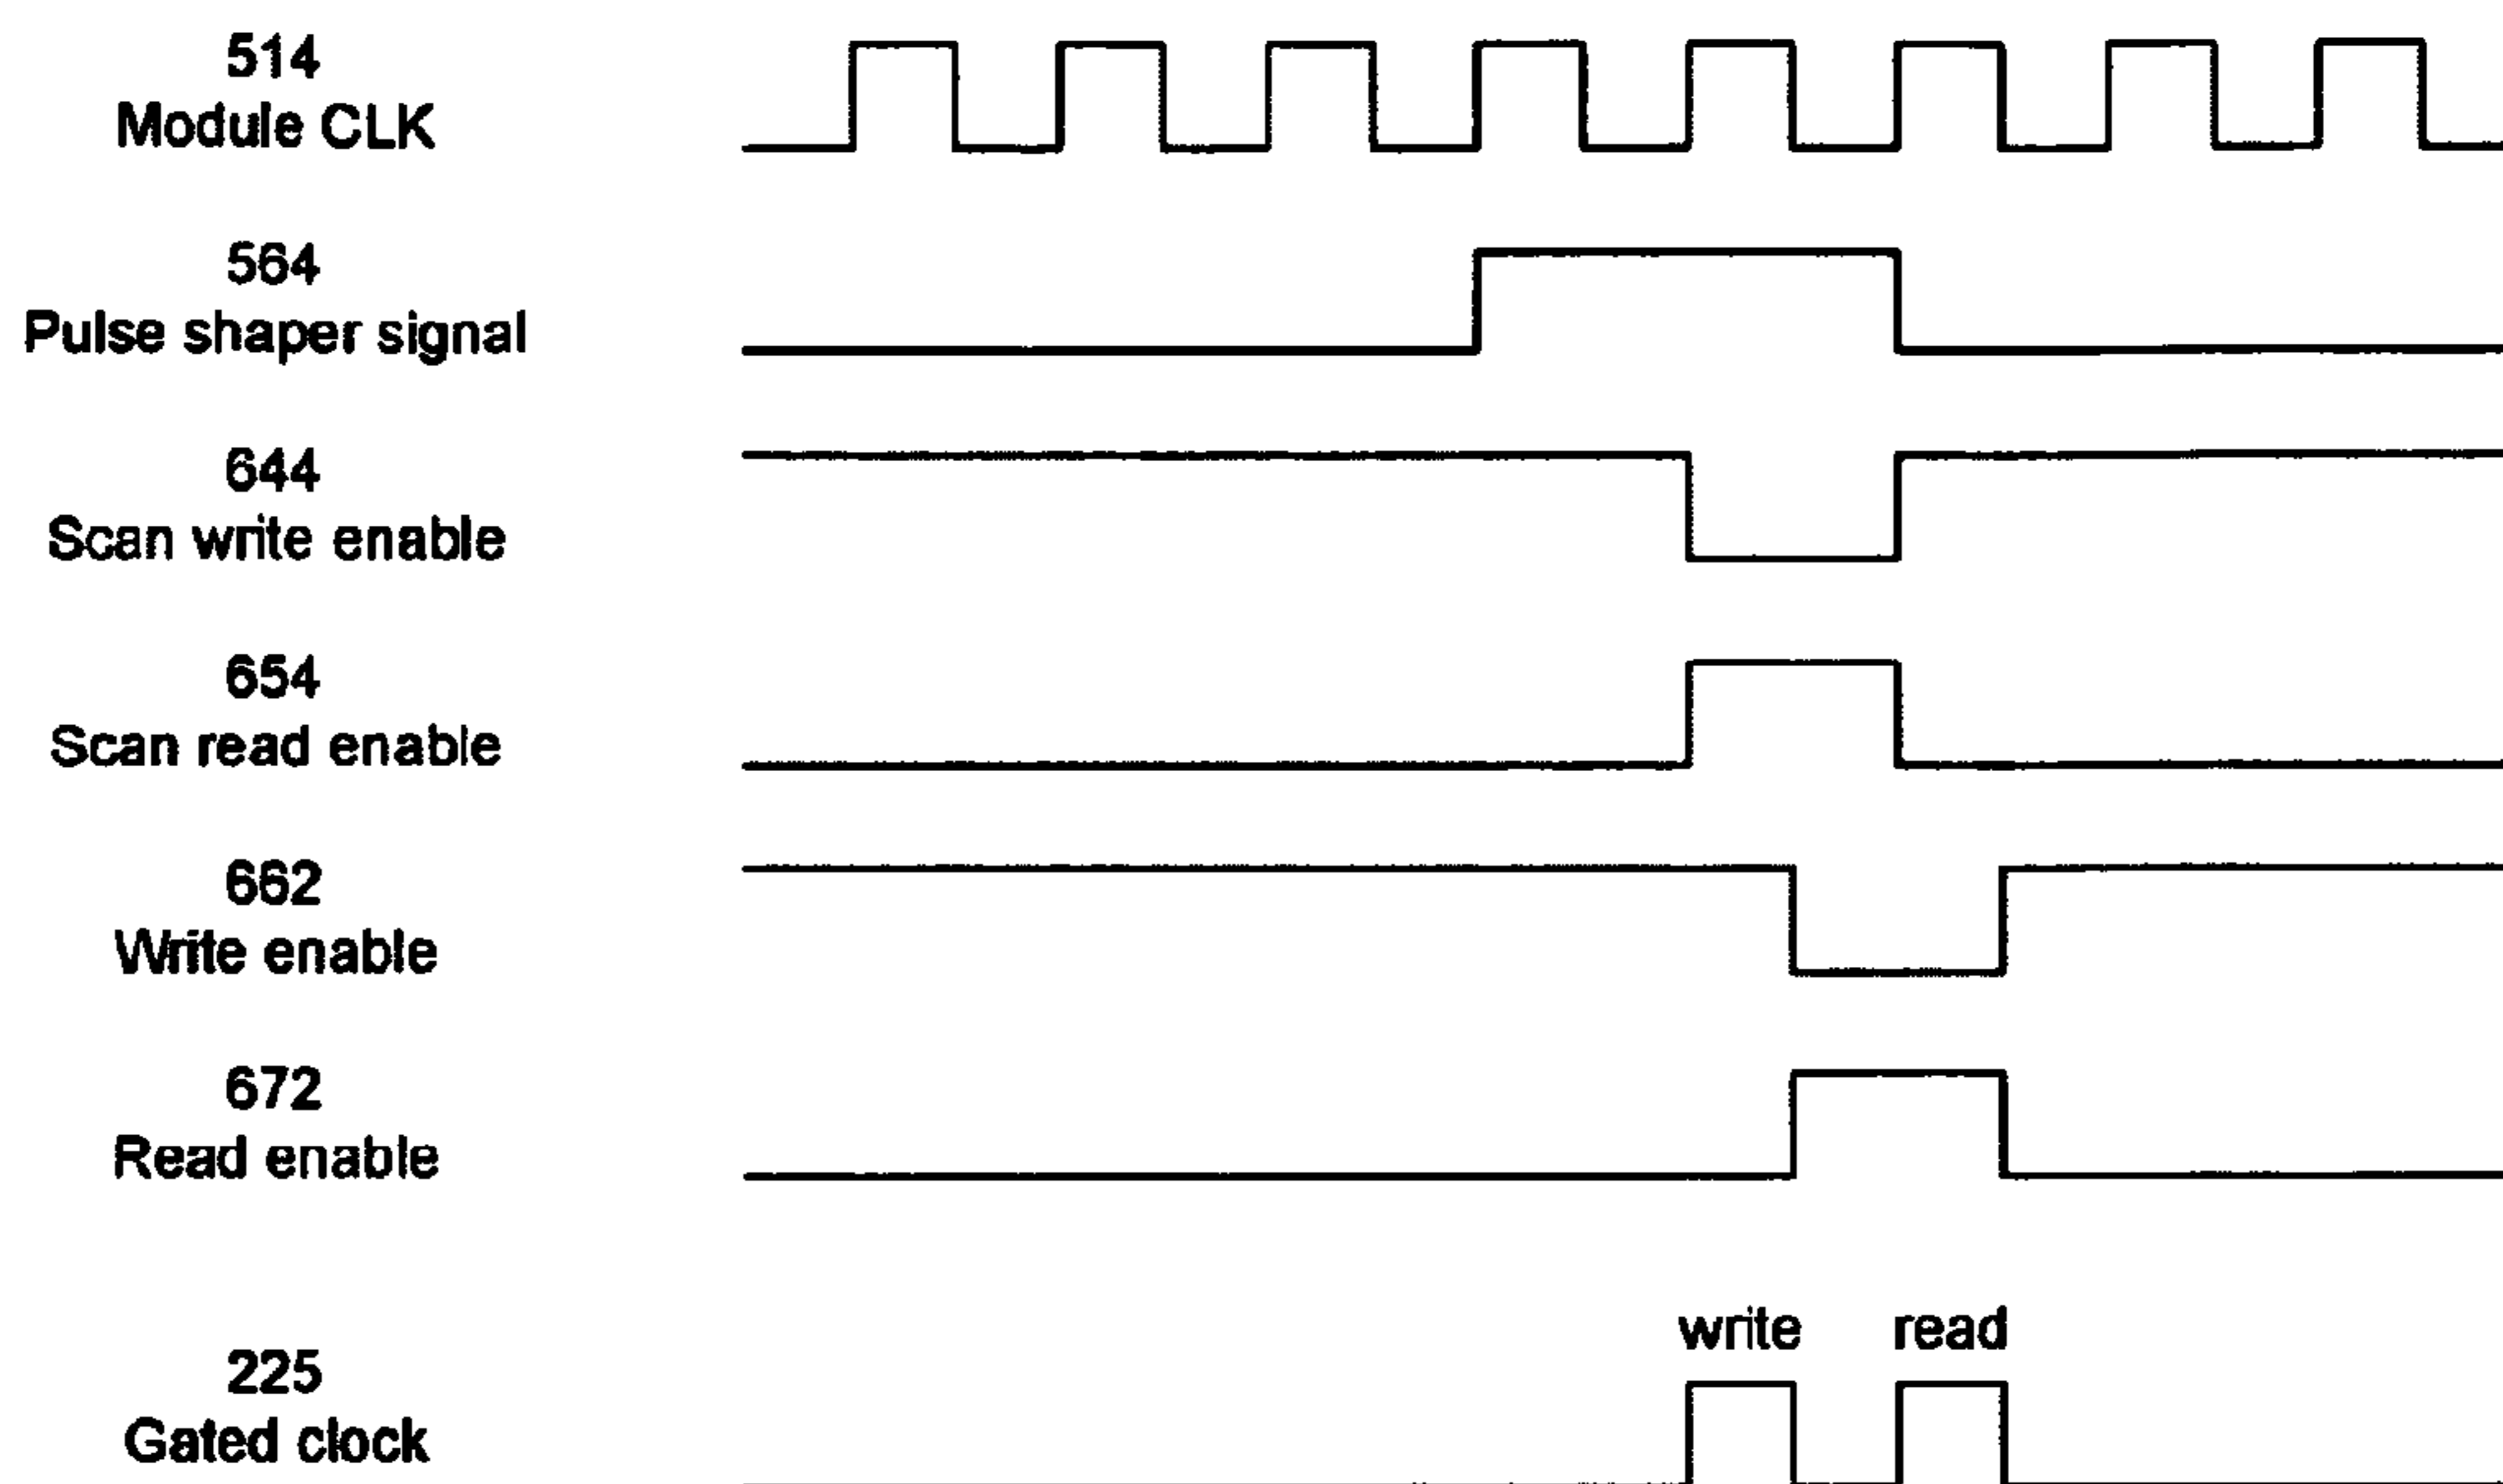 514
Module CLK
564
Pulse shaper signal
644
Scan write enable
654
Scan read enable
662
Write enable
672
Read enable
write read
225
Gated clock